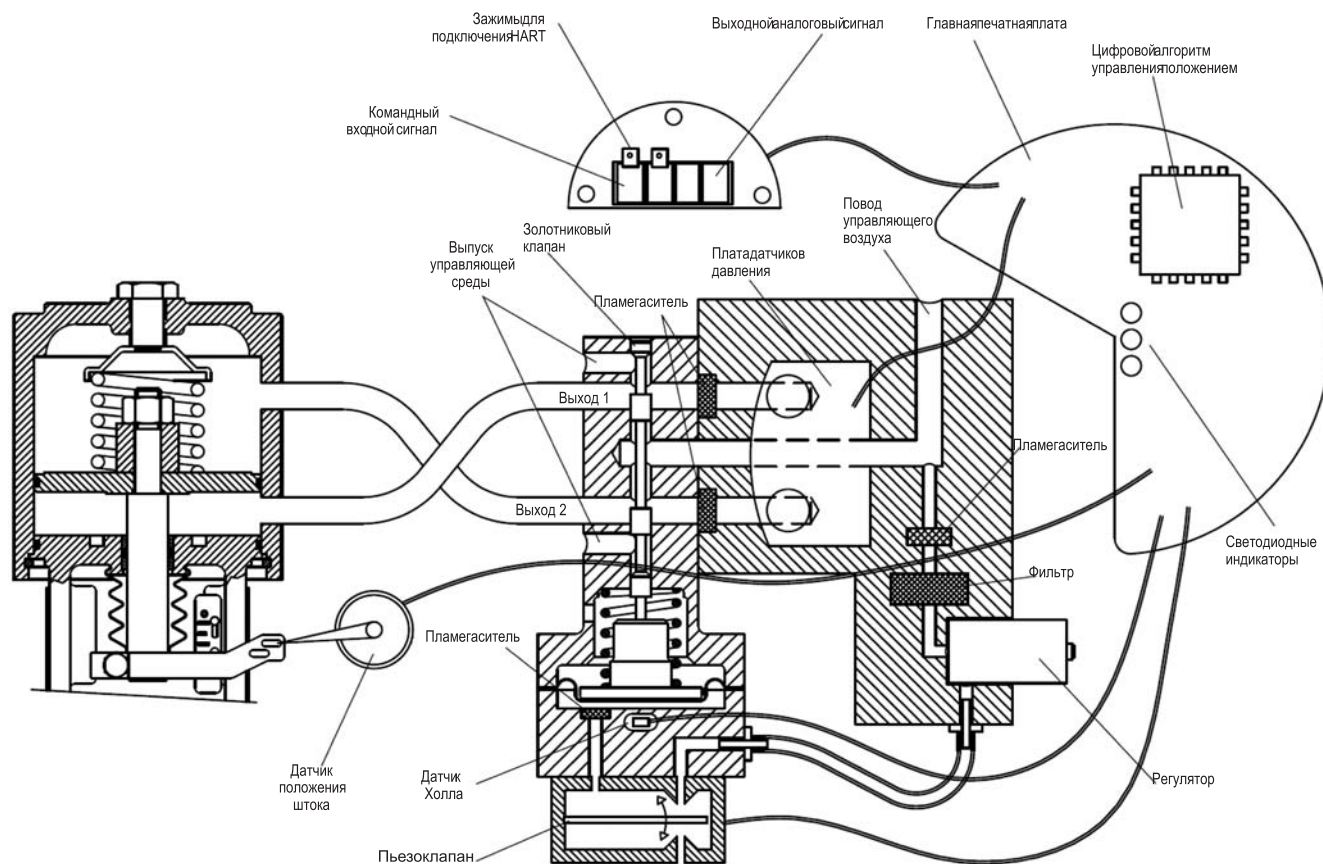 Зажимыдля
подключенияHART
Выходнойаналоговыйсигнал
Главнаяпечатнаяплата
Цифровойалгоритм
управленияположением
Командный
входнойсигнал
Повод
управляющего
воздуха
Золотниковый
клапан
Выпуск
управляющей
среды
Платадатчиков
давления
Пламегаситель
Выход 1
Пламегаситель
Выход 2
Светодиодные
индикаторы
Фильтр
Пламегаситель
Датчик
положения
штока
Датчик
Холла
Регулятор
Пьезоклапан